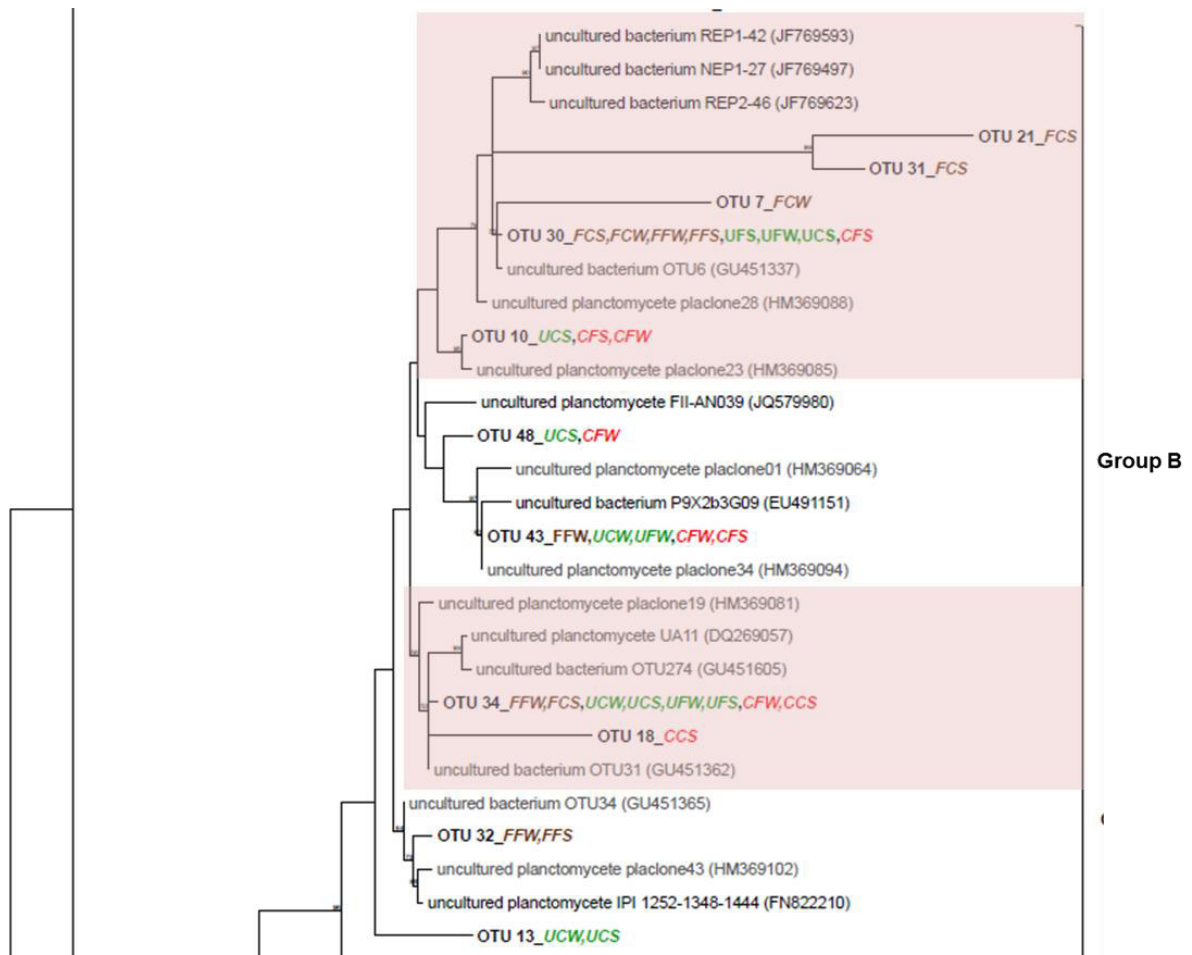 uncultured bacterium REP1-42 (JF769593)
uncultured bacterium NEP1-27 (JF769497)
uncultured bacterium REP2-46 (JF769623)
OTU 21_FCS
OTU 31_FCS
OTU 7_FCW
OTU 30_FCS,FCW,FFW,FFS,UFS,UFW,UCS,CFS
uncultured bacterium OTU6 (GU451337)
uncultured planctomycete placlone28 (HM369088)
OTU 10_UCS,CFS,CFW
uncultured planctomycete placlone23 (HM369085)
uncultured planctomycete FII-AN039 (JQ579980)
OTU 48_UCS,CFW
Group B
uncultured planctomycete placlone01 (HM369064)
uncultured bacterium P9X2b3G09 (EU491151)
OTU 43_FFW,UCW,UFW,CFW,CFS
uncultured planctomycete placlone34 (HM369094)
uncultured planctomycete placlone19 (HM369081)
uncultured planctomycete UA11 (DQ269057)
uncultured bacterium OTU274 (GU451605)
OTU 34_FFW,FCS,UCW,UCS,UFW,UFS,CFW,CCS
OTU 18_CCS
uncultured bacterium OTU31 (GU451362)
uncultured bacterium OTU34 (GU451365)
OTU 32_FFW,FFS
uncultured planctomycete placlone43 (HM369102)
uncultured planctomycete IPI 1252-1348-1444 (FN822210)
OTU 13_UCW,UCS